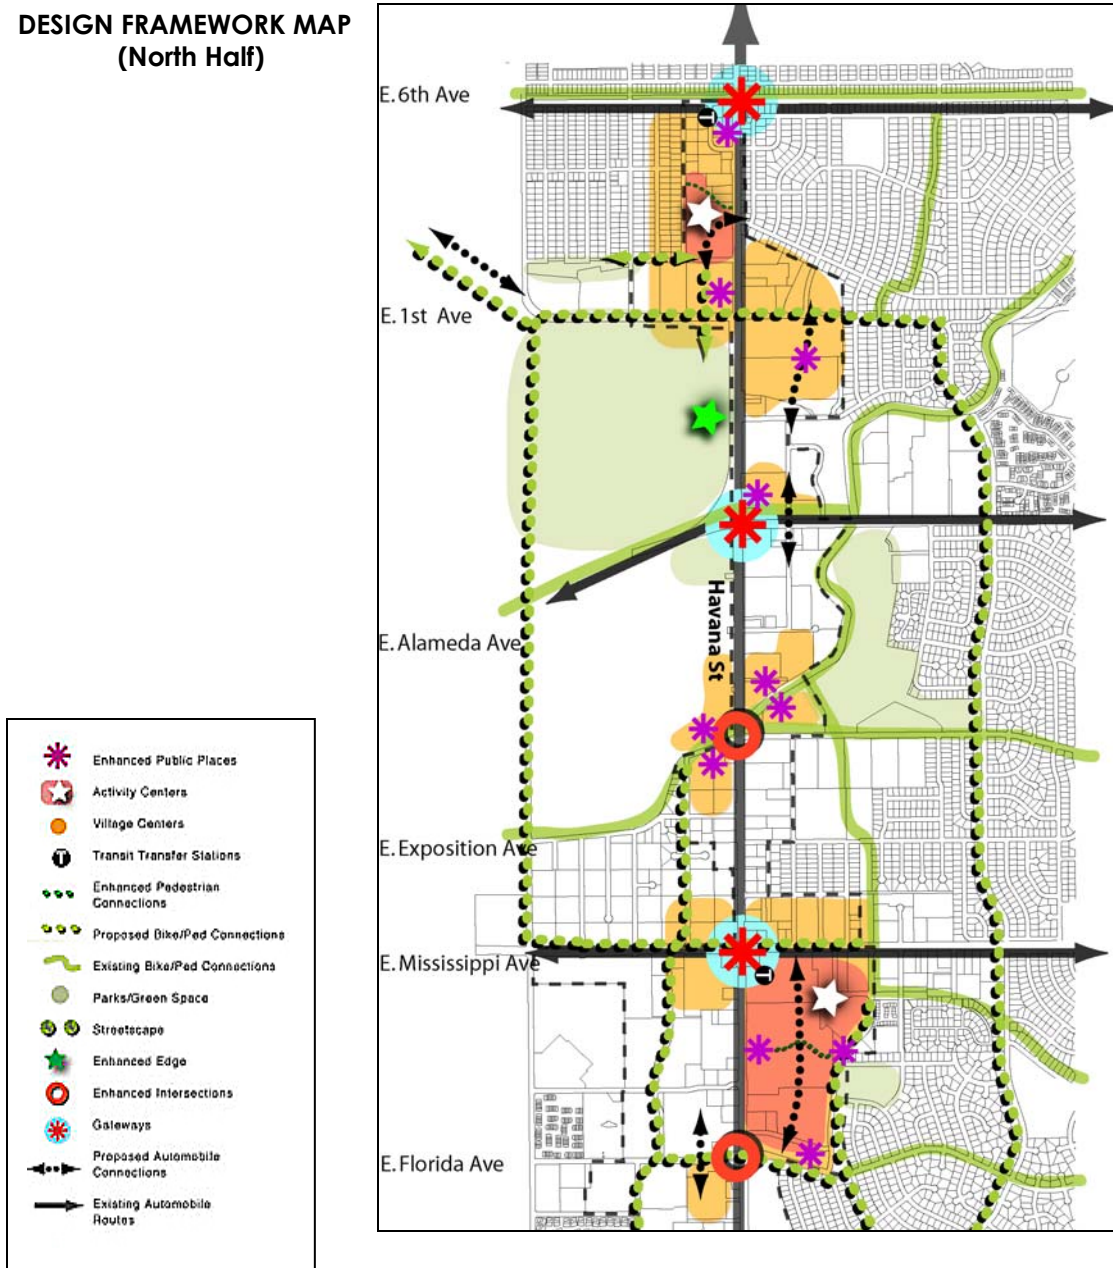 DESIGN FRAMEWORK MAP
(North Half)
E. 6th Ave
T
E. 1st Ave
Havana St
E. Alameda Ave
E. Exposition Ave
E. Mississippi Ave
T
E. Florida Ave
Enhanced Public Places
Activity Centers
Village Centers
T
Transit Transfer Stations
Enhanced Pedestrian
Connections
Proposed Bike/Ped Connections
Existing Bike/Ped Connections
Parks/Green Space
Streetscape
Enhanced Edge
Enhanced Intersections
Gateways
Proposed Automobile
Connections
Existing Automobile
Routes